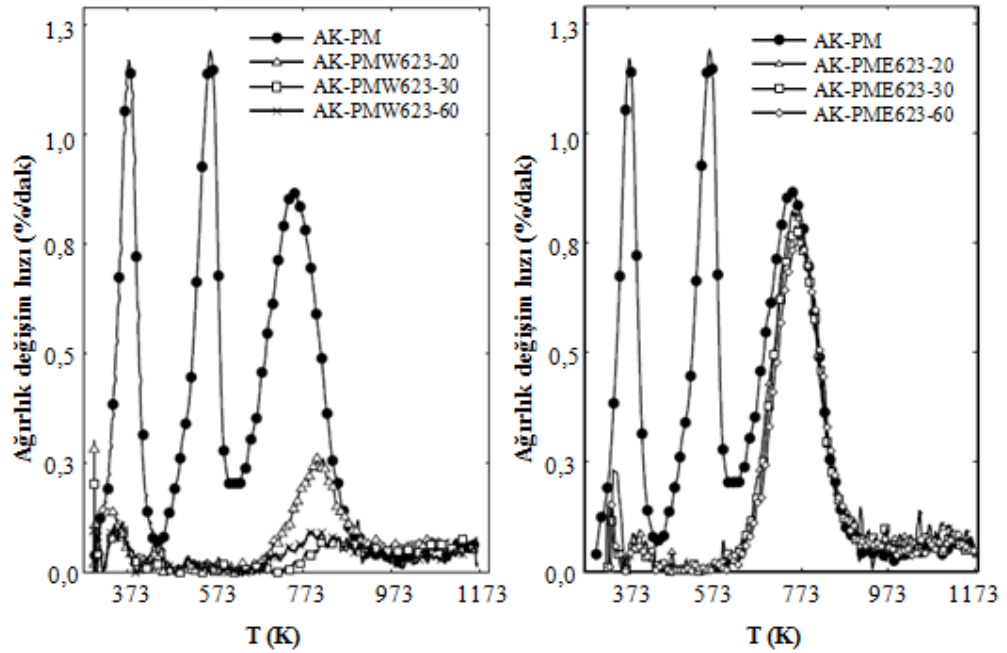 Ağırlık değişim hızı (%/dak)
1,3
1,0
0,8
0,5
0,3
0,0
AK-PM
AK-PMW623-20
AK-PMW623-30
AK-PMW623-60
373 573 773 973 1173
T (K)
Ağırlık değişim hızı (%/dak)
1,3
1,0
0,8
0,5
0,3
0,0
AK-PM
AK-PME623-20
AK-PME623-30
AK-PME623-60
373 573 773 973 1173
T (K)